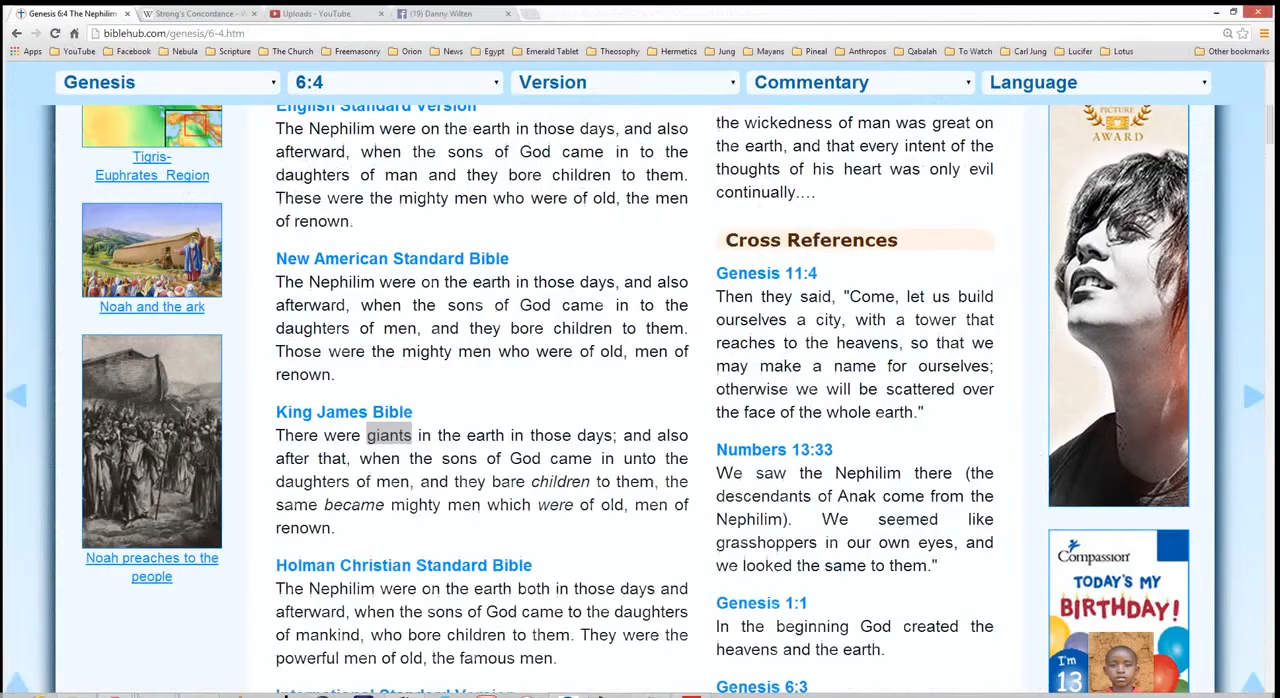 Genesis 6:4 The Nephilim
Strong's Concordance - W
Uploads - YouTube
(19) Danny Wilten
biblehub.com/genesis/6-4.htm
Apps YouTube Facebook Nebula Scripture The Church Freemasonry Orion News Egypt Emerald Tablet Theosophy Hermetics Jung Mayans Pineal Anthropos Qabalah To Watch Carl Jung Lucifer Lotus Other bookmarks
Genesis 6:4 Version Commentary Language
Tigris-
Euphrates Region
Noah and the ark
Noah preaches to the
people
English Standard Version
The Nephilim were on the earth in those days, and also
afterward, when the sons of God came in to the
daughters of man and they bore children to them.
These were the mighty men who were of old, the men
of renown.
New American Standard Bible
The Nephilim were on the earth in those days, and also
afterward, when the sons of God came in to the
daughters of men, and they bore children to them.
Those were the mighty men who were of old, men of
renown.
King James Bible
There were giants in the earth in those days; and also
after that, when the sons of God came in unto the
daughters of men, and they bare children to them, the
same became mighty men which were of old, men of
renown.
Holman Christian Standard Bible
The Nephilim were on the earth both in those days and
afterward, when the sons of God came to the daughters
of mankind, who bore children to them. They were the
powerful men of old, the famous men.
International Standard Version
the wickedness of man was great on
the earth, and that every intent of the
thoughts of his heart was only evil
continually....
Cross References
Genesis 11:4
Then they said, "Come, let us build
ourselves a city, with a tower that
reaches to the heavens, so that we
may make a name for ourselves;
otherwise we will be scattered over
the face of the whole earth."
Numbers 13:33
We saw the Nephilim there (the
descendants of Anak come from the
Nephilim). We seemed like
grasshoppers in our own eyes, and
we looked the same to them."
Genesis 1:1
In the beginning God created the
heavens and the earth.
Genesis 6:3
PICTURE
AWARD
Compassion
TODAY'S MY
BIRTHDAY!
I'm
13